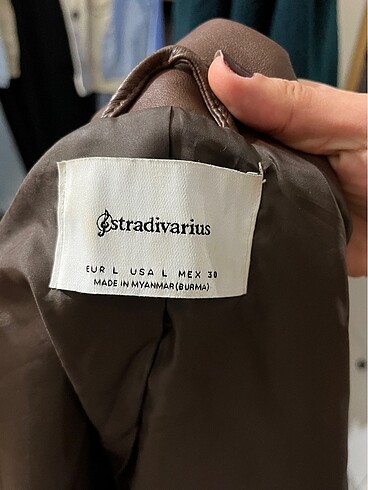 stradivarius
EUR L USA L MEX 30
MADE IN MYANMAR(BURMA)